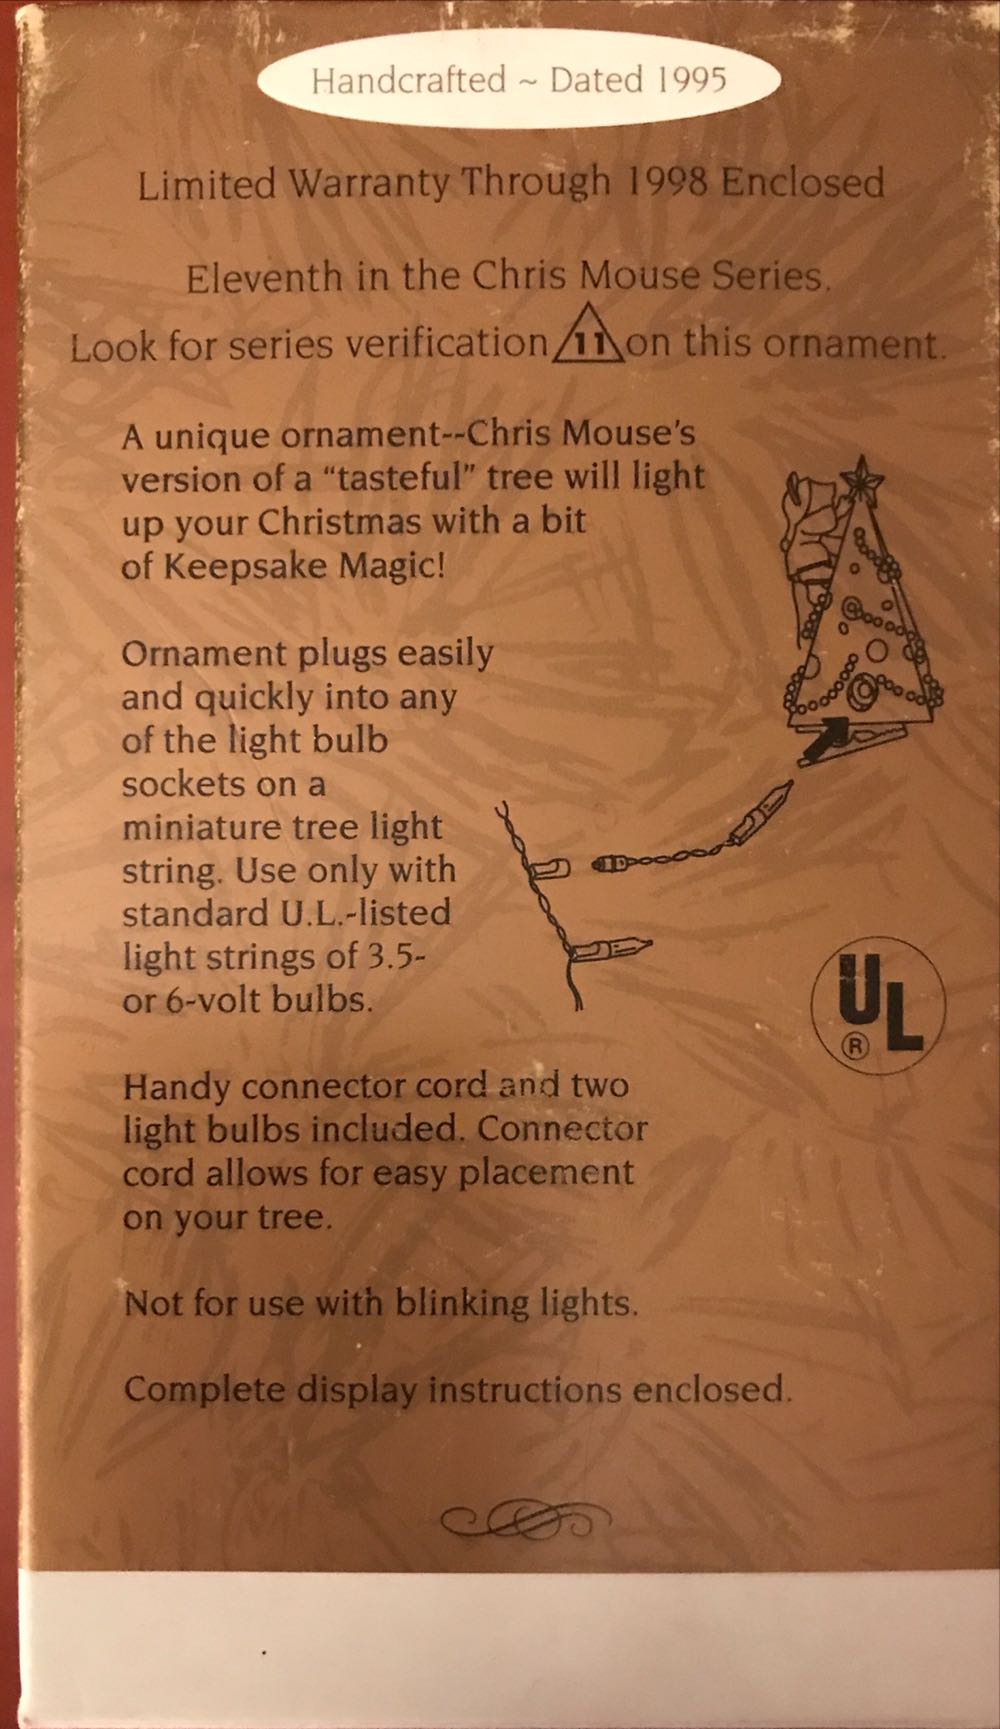 Handcrafted ~ Dated 1995
Limited Warranty Through 1998 Enclosed
Eleventh in the Chris Mouse Series.
Look for series verification 11 on this ornament.
A unique ornament--Chris Mouse's
version of a “tasteful” tree will light
up your Christmas with a bit
of Keepsake Magic!
Ornament plugs easily
and quickly into any
of the light bulb
sockets on a
miniature tree light
string. Use only with
standard U.L.-listed
light strings of 3.5-
or 6-volt bulbs.
UL
®
Handy connector cord and two
light bulbs included. Connector
cord allows for easy placement
on your tree.
Not for use with blinking lights.
Complete display instructions enclosed.